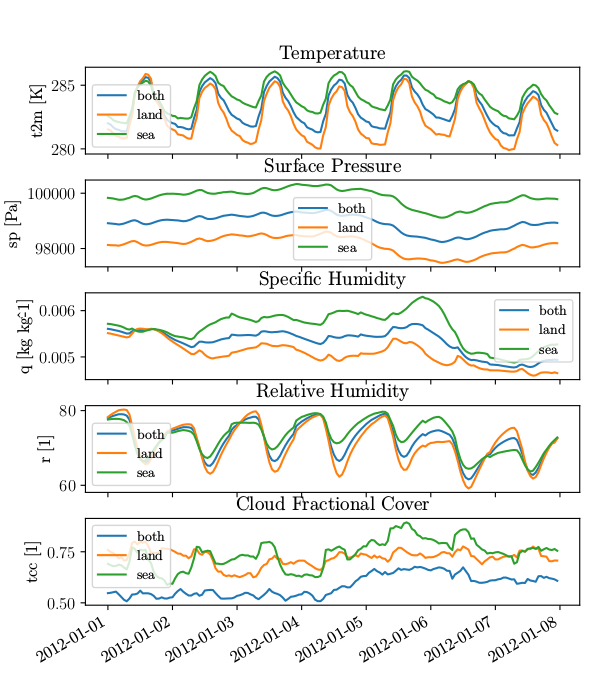 Temperature
t2m [K]
285
280
both
land
sea
Surface Pressure
sp [Pa]
100000
98000
both
land
sea
Specific Humidity
q [kg kg-1]
0.006
0.005
both
land
sea
Relative Humidity
r [1]
80
60
both
land
sea
Cloud Fractional Cover
tcc [1]
0.75
0.50
both
land
sea
2012-01-01
2012-01-02
2012-01-03
2012-01-04
2012-01-05
2012-01-06
2012-01-07
2012-01-08